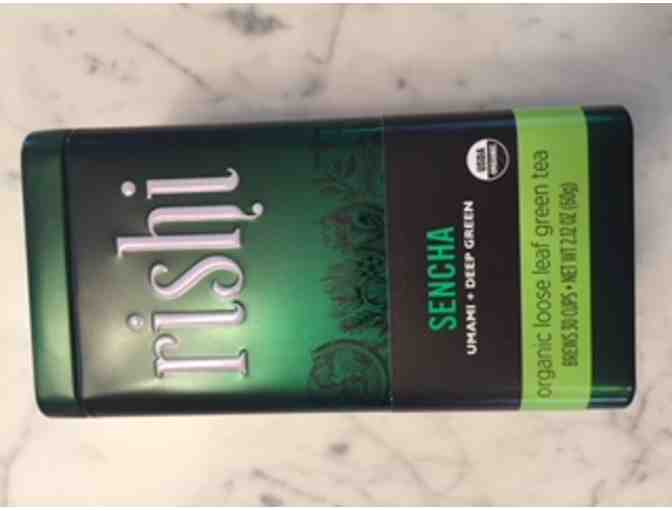 rishi
USDA
ORGANIC
SENCHA
UMAMI + DEEP GREEN
organic loose leaf green tea
BREWS 30 CUPS • NET WT 2.12 OZ (60g)